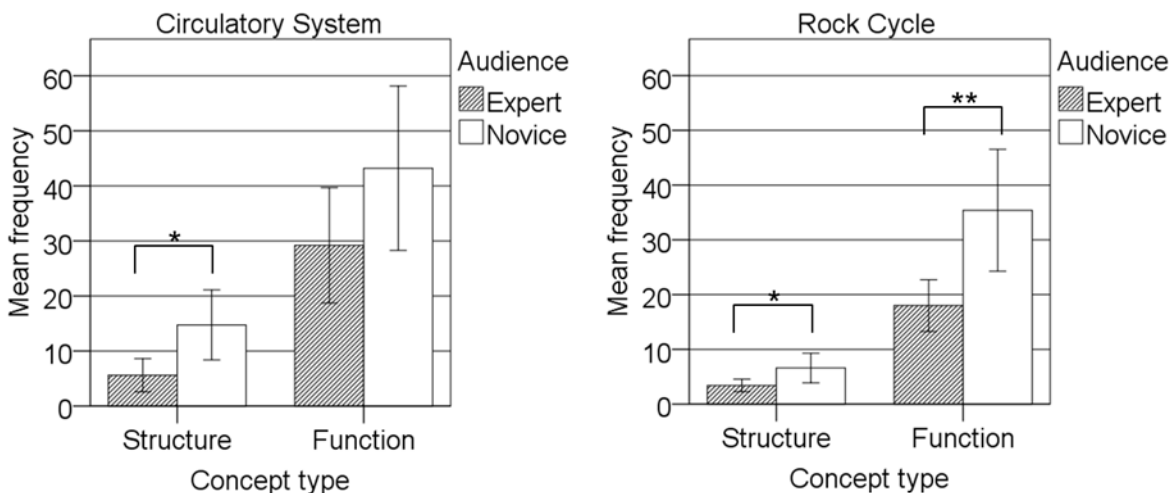 Circulatory System
Mean frequency
60
50
40
30
20
10
0
*
Structure
Function
Concept type
Audience
Expert
Novice
Rock Cycle
Mean frequency
60
50
40
30
20
10
0
*
**
Structure
Function
Concept type
Audience
Expert
Novice